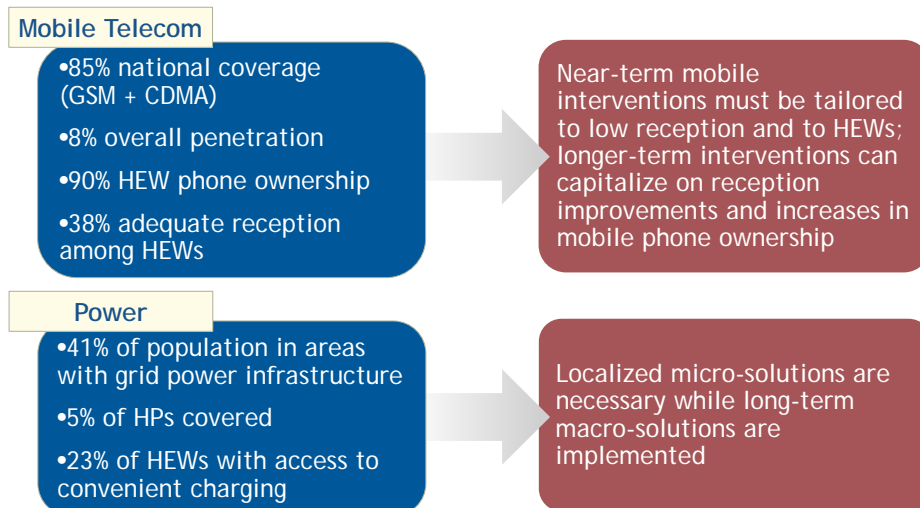 Mobile Telecom
•85% national coverage
(GSM + CDMA)
•8% overall penetration
•90% HEW phone ownership
•38% adequate reception
among HEWs
Near-term mobile
interventions must be tailored
to low reception and to HEWs;
longer-term interventions can
capitalize on reception
improvements and increases in
mobile phone ownership
Power
•41% of population in areas
with grid power infrastructure
•5% of HPs covered
•23% of HEWs with access to
convenient charging
Localized micro-solutions are
necessary while long-term
macro-solutions are
implemented